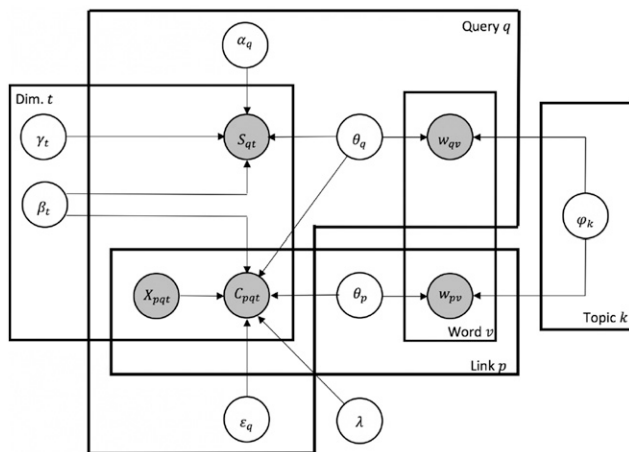 Query q
α_q
Dim. t
γ_t
S_qt
θ_q
w_qv
β_t
φ_k
X_pqt
C_pqt
θ_p
w_pv
Word v
Topic k
Link p
ε_q
λ